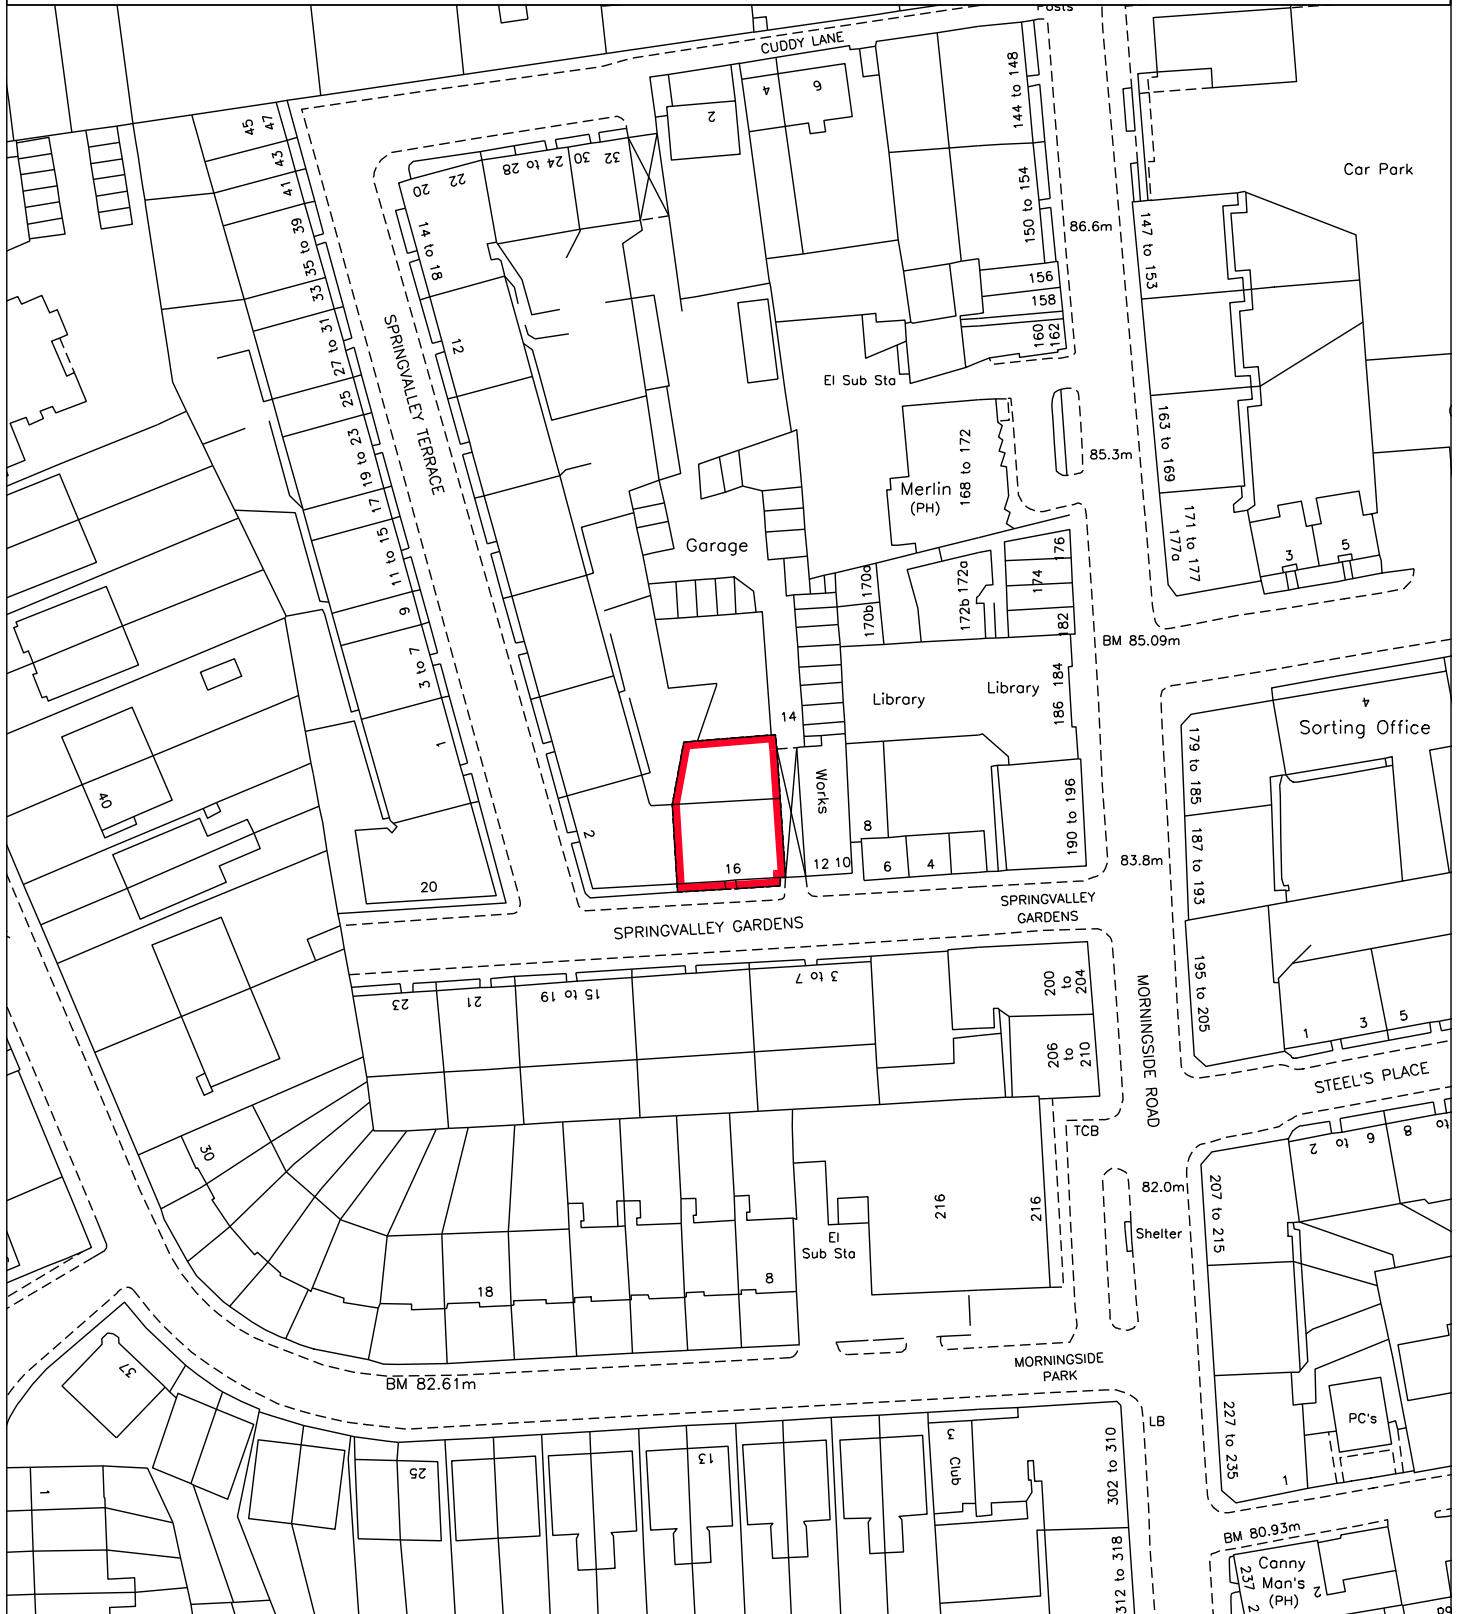 Posts
CUDDY LANE
144 to 148
45
47
43
41
35 to 39
33
27 to 31
25
19 to 23
17
11 to 15
9
3 to 7
1
20
22
24 to 28
30
32
14 to 18
12
2
4
6
150 to 154
Car Park
86.6m
147 to 153
156
158
160
162
El Sub Sta
SPRINGVALLEY TERRACE
85.3m
163 to 169
Merlin
(PH)
168 to 172
171 to 177
177a
3
5
Garage
170a
170b
172a
172b
176
174
182
BM 85.09m
Library
Library
184
186
14
4
Sorting Office
179 to 185
40
2
Works
8
190 to 196
16
12
10
6
4
83.8m
187 to 193
20
SPRINGVALLEY GARDENS
SPRINGVALLEY
GARDENS
23
21
15 to 19
3 to 7
200
to
204
MORNINGSIDE ROAD
195 to 205
1
3
5
206
to
210
STEEL'S PLACE
TCB
30
2
to
6
8
to
82.0m
207 to 215
216
216
Shelter
El
Sub Sta
18
8
37
BM 82.61m
MORNINGSIDE
PARK
LB
227 to 235
PC's
1
25
13
3
Club
302 to 310
1
BM 80.93m
312 to 318
237
Canny
Man's
(PH)
2
2